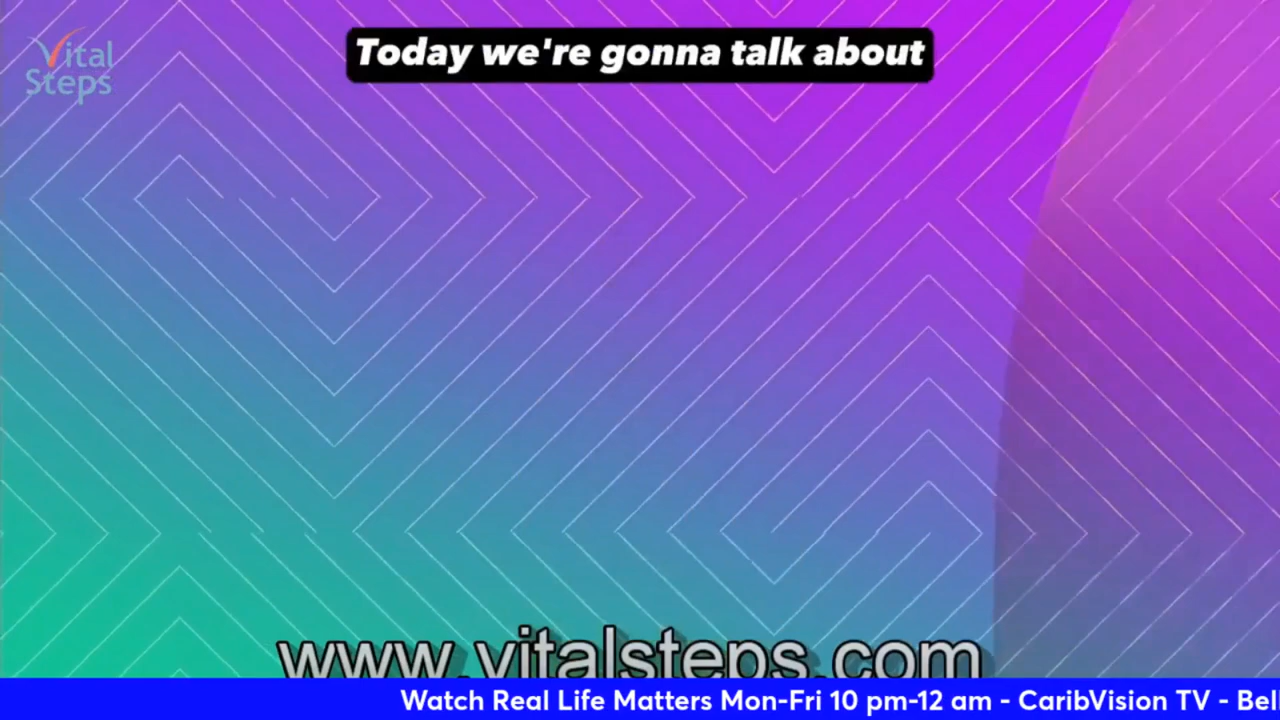 Vital
Steps
Today we're gonna talk about
www.vitalsteps.com
Watch Real Life Matters Mon-Fri 10 pm-12 am - CaribVision TV - Bell